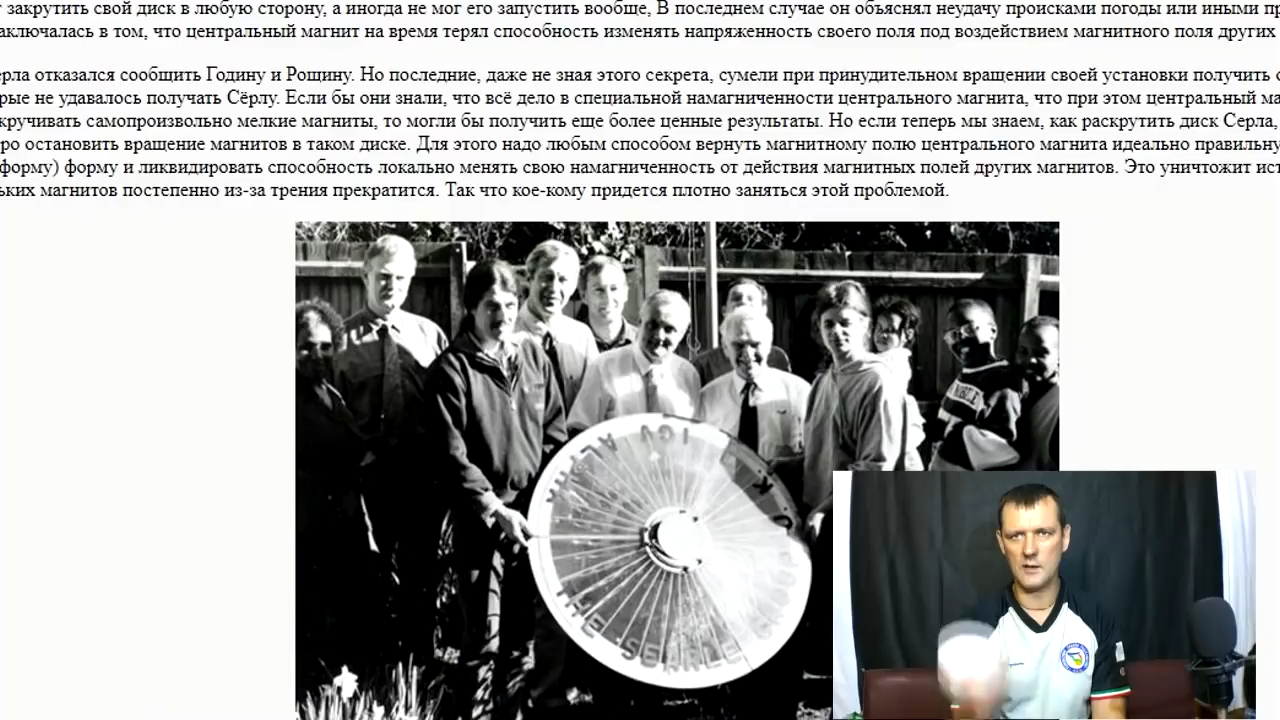 закрутить свой диск в любую сторону, а иногда не мог его запустить вообще, В последнем случае он объяснял неудачу происками погоды или иными
аключалась в том, что центральный магнит на время терял способность изменять напряженность своего поля под воздействием магнитного поля других
ерла отказался сообщить Годину и Рощину. Но последние, даже не зная этого секрета, сумели при принудительном вращении своей установки получить
рые не удавалось получать Сёрлу. Если бы они знали, что всё дело в специальной намагниченности центрального магнита, что при этом центральный ма
кручивать самопроизвольно мелкие магниты, то могли бы получить еще более ценные результаты. Но если теперь мы знаем, как раскрутить диск Серла,
ро остановить вращение магнитов в таком диске. Для этого надо любым способом вернуть магнитному полю центрального магнита идеально правильну
форму) форму и ликвидировать способность локально менять свою намагниченность от действия магнитных полей других магнитов. Это уничтожит ист
ьких магнитов постепенно из-за трения прекратится. Так что кое-кому придется плотно заняться этой проблемой.
THE SEARLE